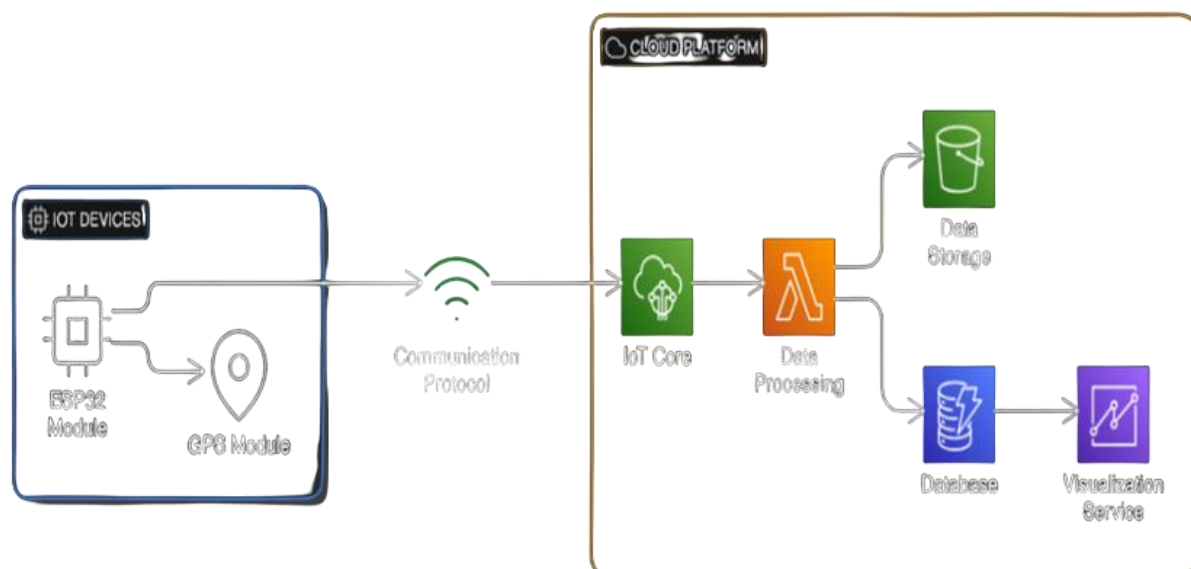 CLOUD PLATFORM
IOT DEVICES
ESP32
Module
GPS Module
Communication
Protocol
IoT Core
Data
Processing
Data
Storage
Database
Visualization
Service